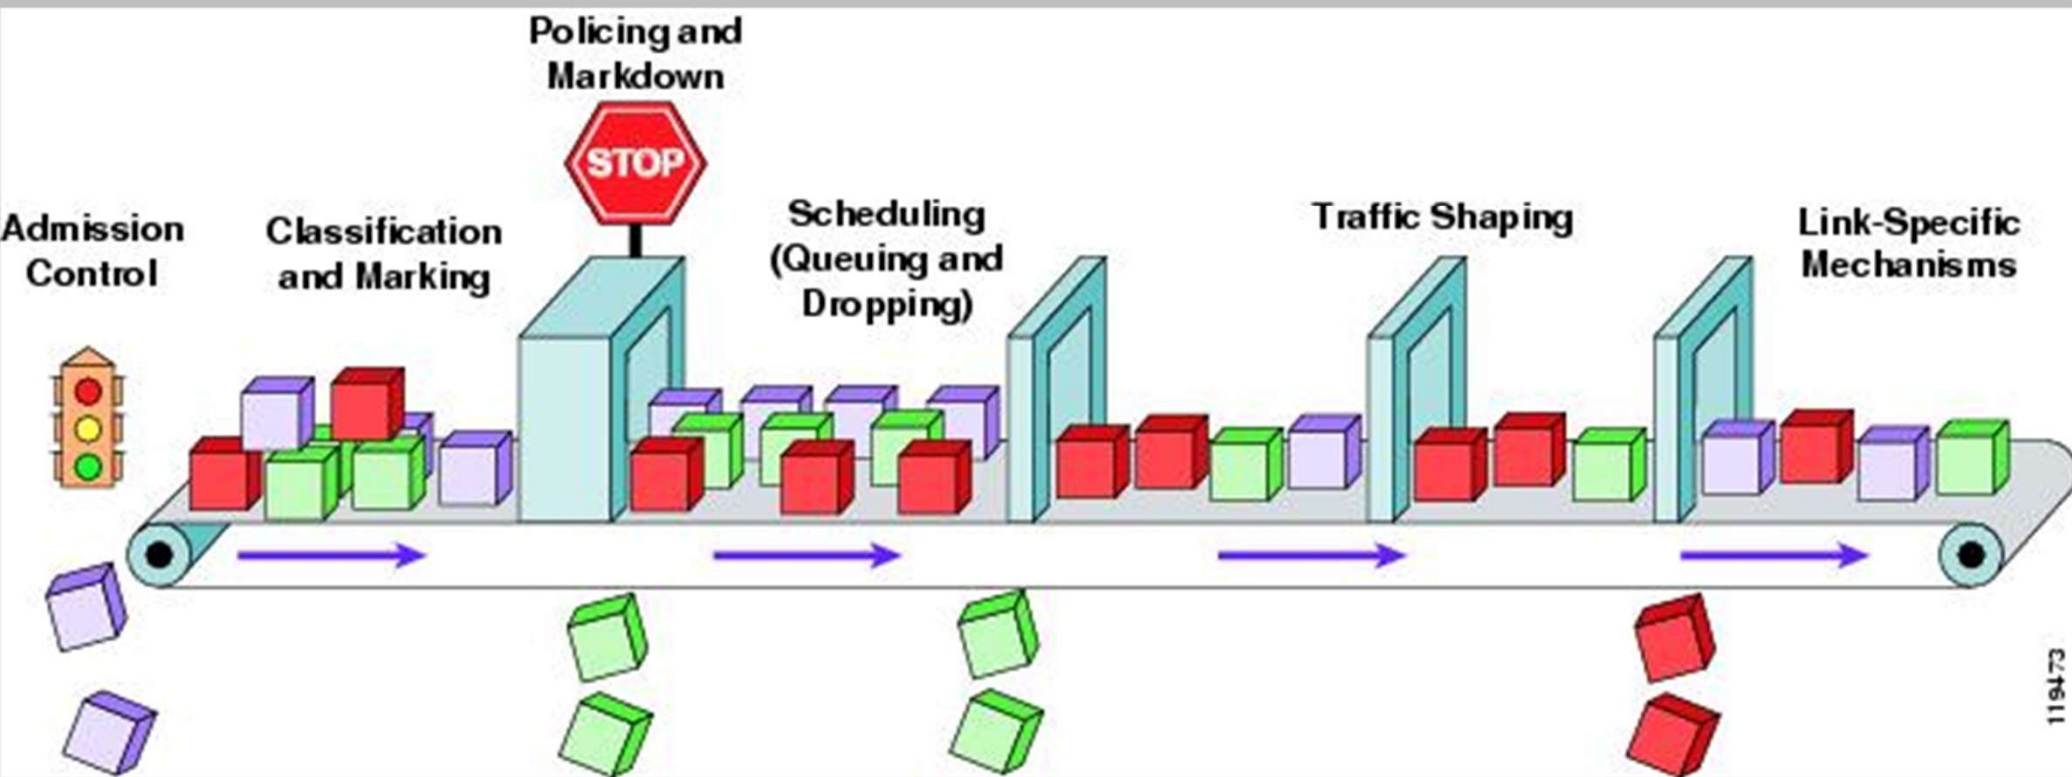 Policing and
Markdown
STOP
Admission
Control
Classification
and Marking
Scheduling
(Queuing and
Dropping)
Traffic Shaping
Link-Specific
Mechanisms
119473